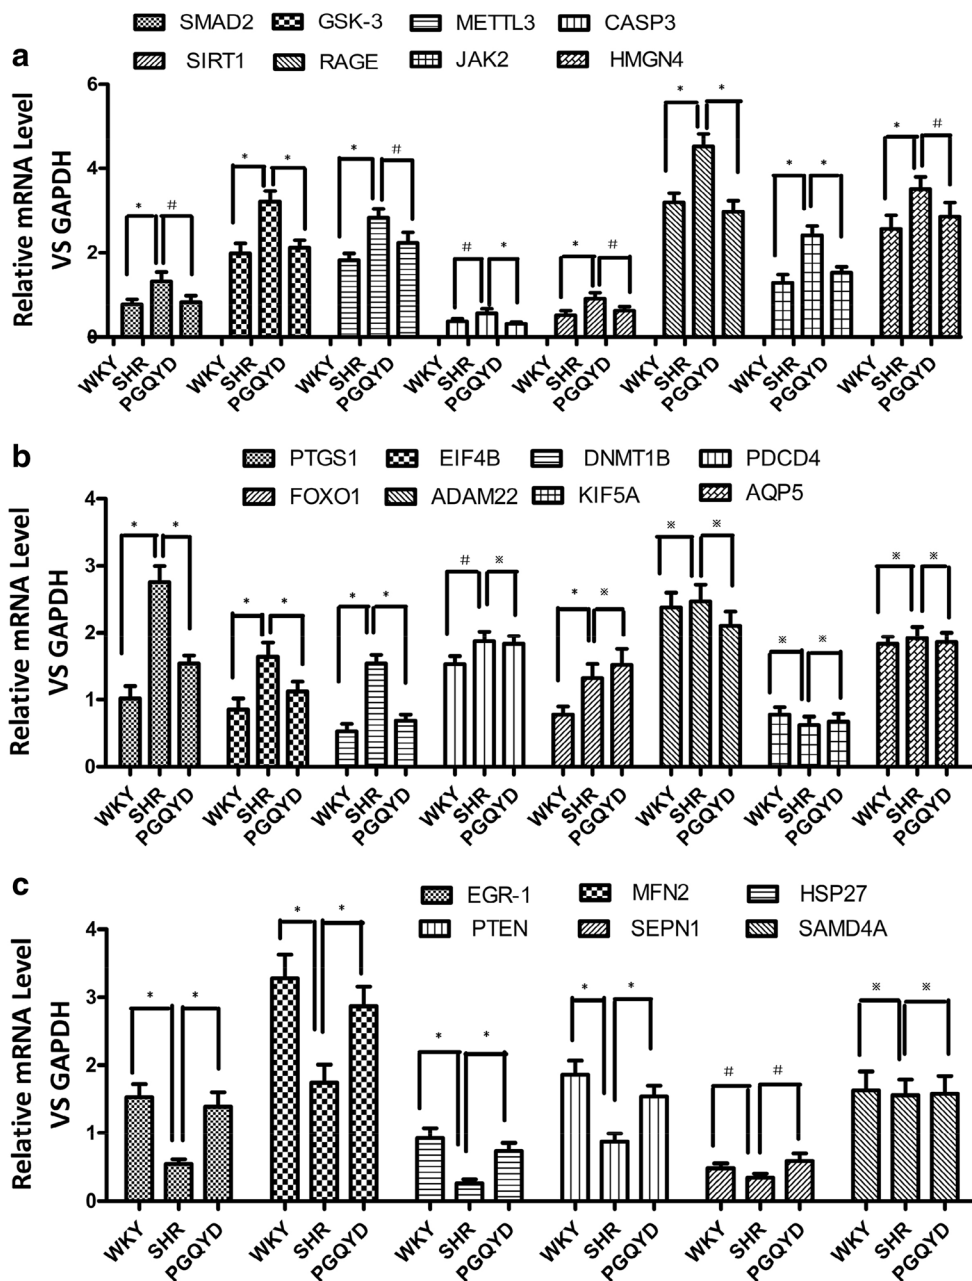 SMAD2 GSK-3 METTL3 CASP3
a
SIRT1 RAGE JAK2 HMGN4
Relative mRNA Level
VS GAPDH
6
4
2
0
* # * * * # # * * # * * * * * #
WKY SHR PGQYD WKY SHR PGQYD WKY SHR PGQYD WKY SHR PGQYD WKY SHR PGQYD WKY SHR PGQYD WKY SHR PGQYD WKY SHR PGQYD
b
PTGS1 EIF4B DNMT1B PDCD4
FOXO1 ADAM22 KIF5A AQP5
Relative mRNA Level
VS GAPDH
4
3
2
1
0
* * * * * * # ※ * ※ ※ ※ ※ * ※ ※
WKY SHR PGQYD WKY SHR PGQYD WKY SHR PGQYD WKY SHR PGQYD WKY SHR PGQYD WKY SHR PGQYD WKY SHR PGQYD WKY SHR PGQYD
c
EGR-1 MFN2 HSP27
PTEN SEPN1 SAMD4A
Relative mRNA Level
VS GAPDH
4
3
2
1
0
* * * * * * * * # # ※ ※
WKY SHR PGQYD WKY SHR PGQYD WKY SHR PGQYD WKY SHR PGQYD WKY SHR PGQYD WKY SHR PGQYD